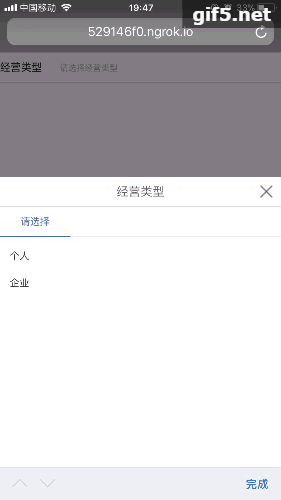 中国移动
19:47
33%
gif5.net
529146f0.ngrok.io
经营类型
请选择经营类型
经营类型
请选择
个人
企业
完成